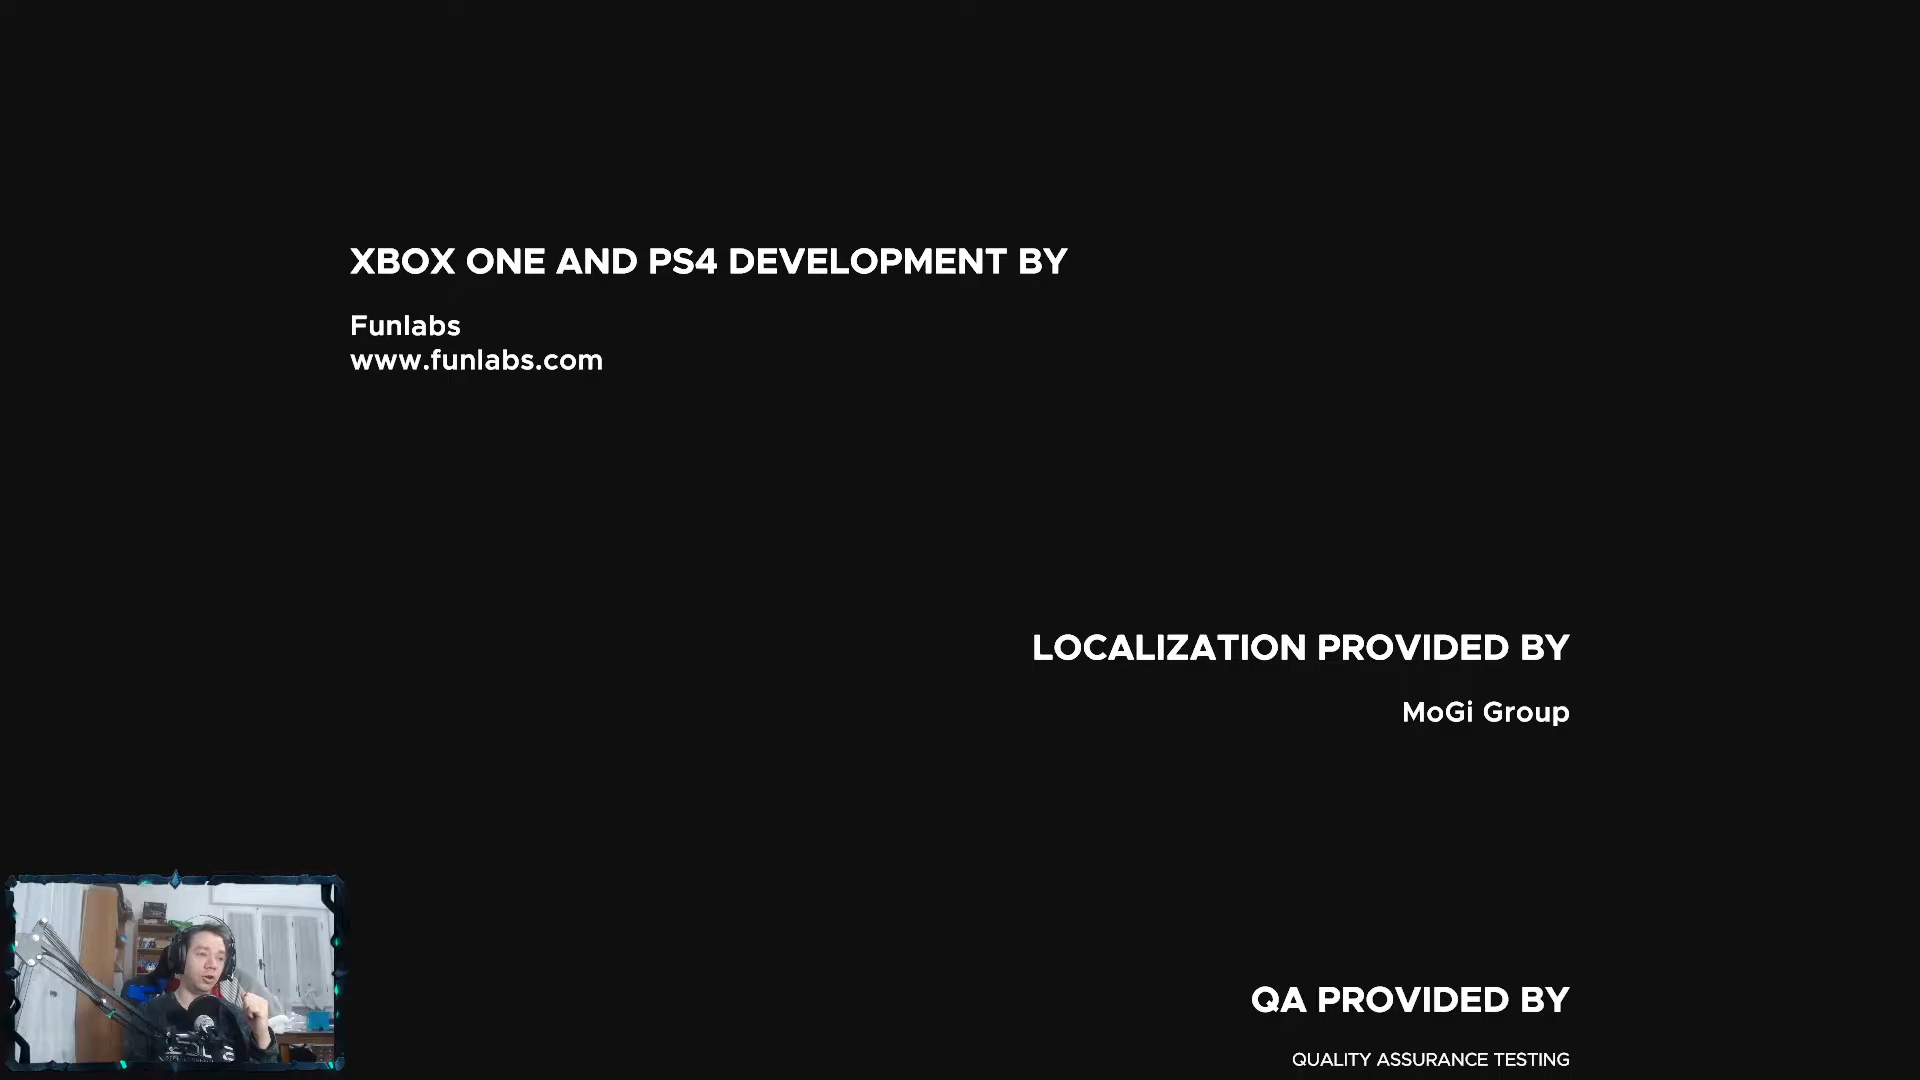 XBOX ONE AND PS4 DEVELOPMENT BY
Funlabs
www.funlabs.com
LOCALIZATION PROVIDED BY
MoGi Group
QA PROVIDED BY
QUALITY ASSURANCE TESTING